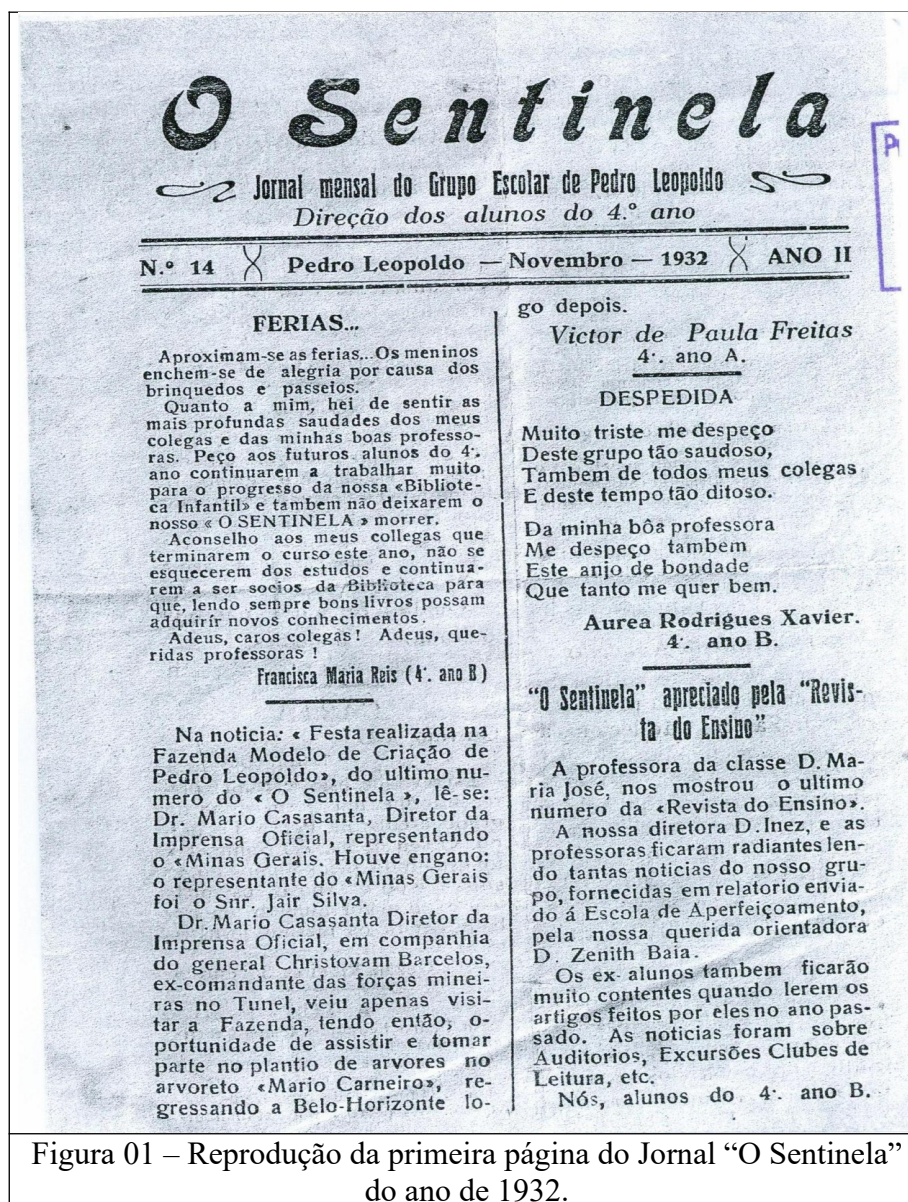 O Sentinela
Jornal mensal do Grupo Escolar de Pedro Leopoldo
Direção dos alunos do 4.º ano
N.º 14 Pedro Leopoldo — Novembro — 1932 ANO II
FERIAS...
Aproximam-se as ferias...Os meninos
enchem-se de alegria por causa dos
brinquedos e passeios.
Quanto a mim, hei de sentir as
mais profundas saudades dos meus
colegas e das minhas boas professo-
ras. Peço aos futuros alunos do 4.
ano continuarem a trabalhar muito
para o progresso da nossa «Bibliote-
ca Infantil» e tambem não deixarem o
nosso « O SENTINELA » morrer.
Aconselho aos meus collegas que
terminarem o curso este ano, não se
esquecerem dos estudos e continua-
rem a ser socios da Biblioteca para
que, lendo sempre bons livros possam
adquirír novos conhecimentos.
Adeus, caros colegas! Adeus, que-
ridas professoras !
Francisca Maria Reis (4. ano B)
Na noticia: « Festa realizada na
Fazenda Modelo de Criação de
Pedro Leopoldo», do ultimo nu-
mero do « O Sentinela », lê-se:
Dr. Mario Casasanta, Diretor da
Imprensa Oficial, representando
o «Minas Gerais. Houve engano:
o representante do «Minas Gerais
foi o Snr. Jair Silva.
Dr. Mario Casasanta Diretor da
Imprensa Oficial, em companhia
do general Christovam Barcelos,
ex-comandante das forças minei-
ras no Tunel, veiu apenas visi-
tar a Fazenda, tendo então, o-
portunidade de assistir e tomar
parte no plantio de arvores no
arvoreto «Mario Carneiro», re-
gressando a Belo-Horizonte lo-
go depois.
Victor de Paula Freitas
4. ano A.
DESPEDIDA
Muito triste me despeço
Deste grupo tão saudoso,
Tambem de todos meus colegas
E deste tempo tão ditoso.
Da minha bôa professora
Me despeço tambem
Este anjo de bondade
Que tanto me quer bem.
Aurea Rodrigues Xavier.
4. ano B.
"O Sentinela" apreciado pela "Revis-
ta do Ensino"
A professora da classe D. Ma-
ria José, nos mostrou o ultimo
numero da «Revista do Ensino».
A nossa diretora D. Inez, e as
professoras ficaram radiantes len-
do tantas noticias do nosso gru-
po, fornecidas em relatorio envia-
do á Escola de Aperfeiçoamento,
pela nossa querida orientadora
D. Zenith Baia.
Os ex- alunos tambem ficarão
muito contentes quando lerem os
artigos feitos por eles no ano pas-
sado. As noticias foram sobre
Auditorios, Excursões Clubes de
Leitura, etc.
Nós, alunos do 4. ano B.
Figura 01 – Reprodução da primeira página do Jornal “O Sentinela”
do ano de 1932.